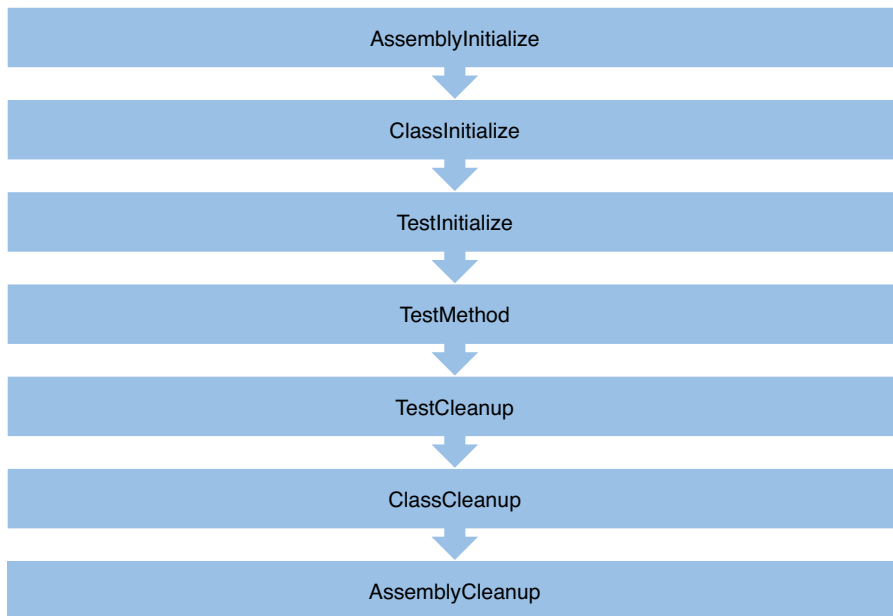 AssemblyInitialize
ClassInitialize
TestInitialize
TestMethod
TestCleanup
ClassCleanup
AssemblyCleanup